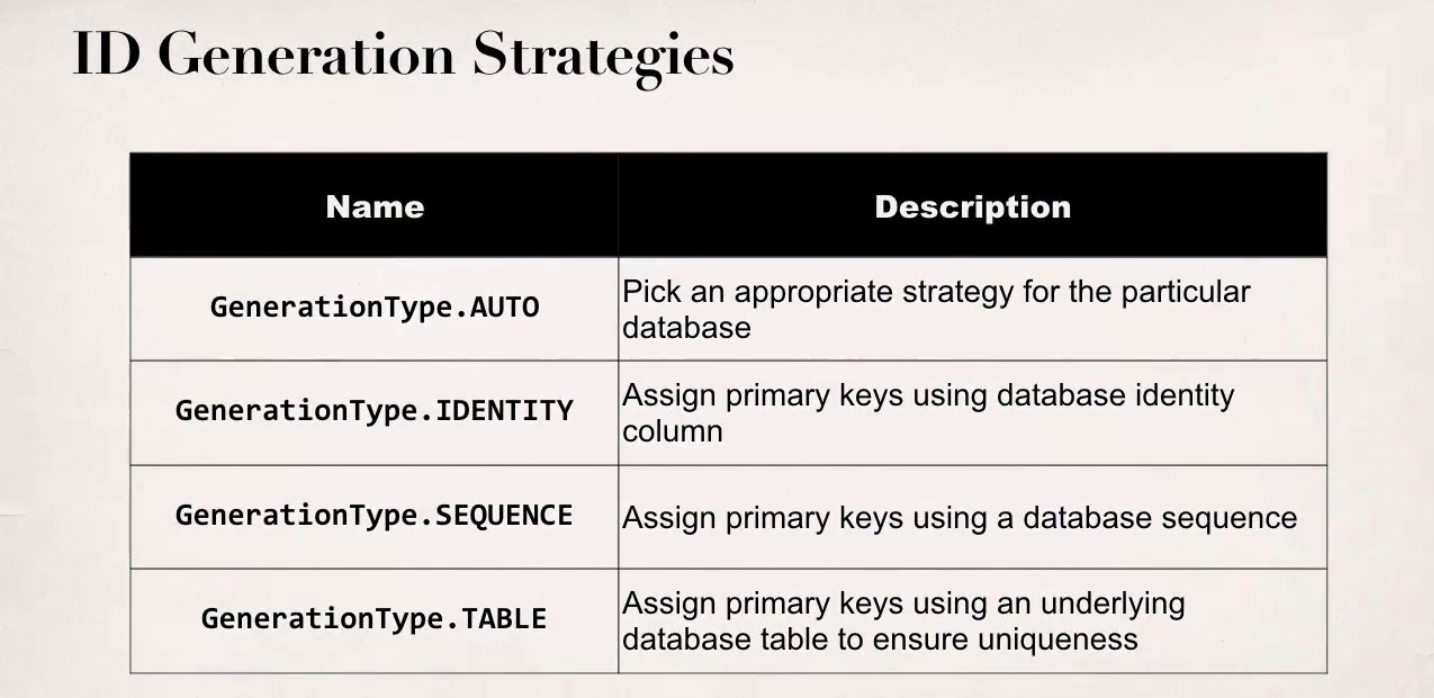 ID Generation Strategies
Name
Description
GenerationType.AUTO
Pick an appropriate strategy for the particular
database
GenerationType.IDENTITY
Assign primary keys using database identity
column
GenerationType.SEQUENCE
Assign primary keys using a database sequence
GenerationType.TABLE
Assign primary keys using an underlying
database table to ensure uniqueness